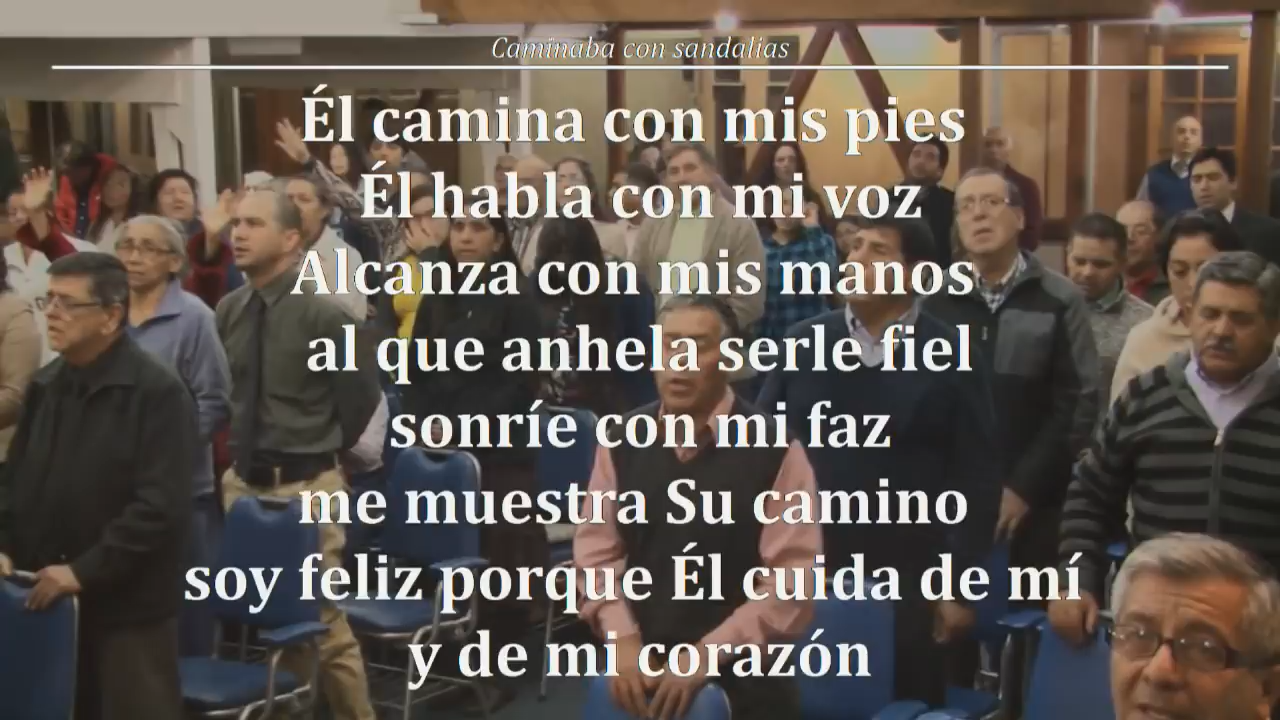 Caminaba con sandalias
Él camina con mis pies
Él habla con mi voz
Alcanza con mis manos
al que anhela serle fiel
sonríe con mi faz
me muestra Su camino
soy feliz porque Él cuida de mí
y de mi corazón